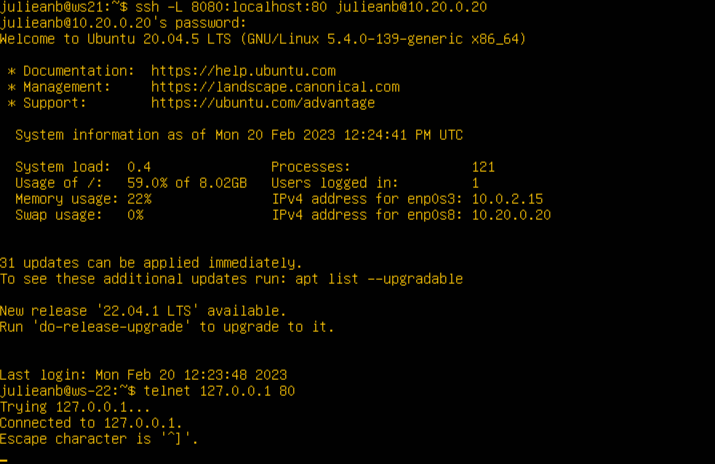 julieanb@ws21:~$ ssh -L 8080:localhost:80 julieanb@10.20.0.20
julieanb@10.20.0.20's password:
Welcome to Ubuntu 20.04.5 LTS (GNU/Linux 5.4.0-139-generic x86_64)
* Documentation: https://help.ubuntu.com
* Management: https://landscape.canonical.com
* Support: https://ubuntu.com/advantage
System information as of Mon 20 Feb 2023 12:24:41 PM UTC
System load: 0.4 Processes: 121
Usage of /: 59.0% of 8.02GB Users logged in: 1
Memory usage: 22% IPv4 address for enp0s3: 10.0.2.15
Swap usage: 0% IPv4 address for enp0s8: 10.20.0.20
31 updates can be applied immediately.
To see these additional updates run: apt list --upgradable
New release '22.04.1 LTS' available.
Run 'do-release-upgrade' to upgrade to it.
Last login: Mon Feb 20 12:23:48 2023
julieanb@ws-22:~$ telnet 127.0.0.1 80
Trying 127.0.0.1...
Connected to 127.0.0.1.
Escape character is '^]'.